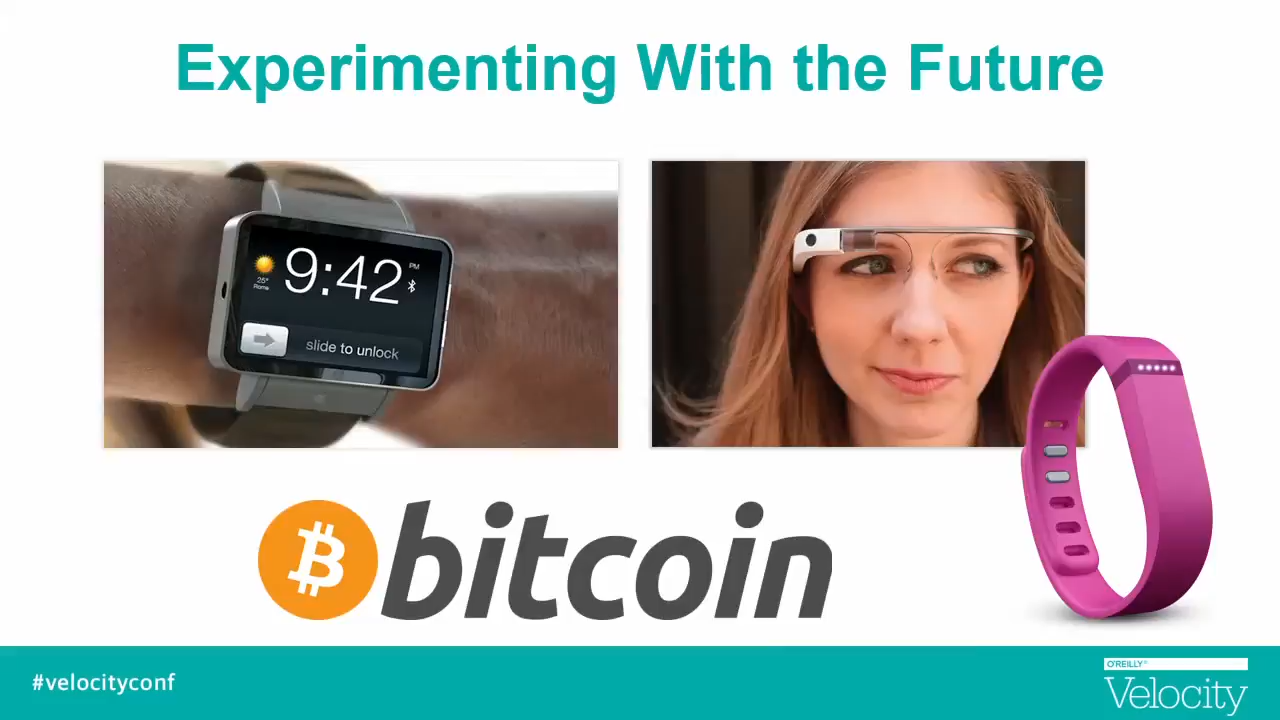 Experimenting With the Future
9:42
PM
25°
Rome
slide to unlock
bitcoin
#velocityconf
O'REILLY®
Velocity